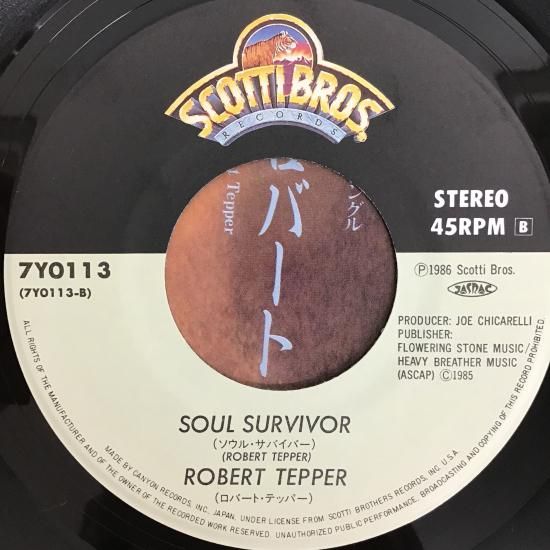 SCOTTI BROS.
RECORDS
ロバート
t Tepper
ングル
STEREO
45RPM B
7Y0113
(7Y0113-B)
Ⓟ1986 Scotti Bros.
JASRAC
PRODUCER: JOE CHICARELLI
PUBLISHER:
FLOWERING STONE MUSIC/
HEAVY BREATHER MUSIC
(ASCAP) ©1985
SOUL SURVIVOR
(ソウル・サバイバー)
(ROBERT TEPPER)
ROBERT TEPPER
(ロバート・テッパー)
ALL RIGHTS OF THE MANUFACTURER AND OF THE OWNER OF THE RECORDED WORK RESERVED. UNAUTHORIZED PUBLIC PERFORMANCE, BROADCASTING AND COPYING OF THIS RECORD PROHIBITED.
MADE BY CANYON RECORDS, INC. JAPAN. UNDER LICENSE FROM SCOTTI BROTHERS RECORDS, INC. U.S.A.